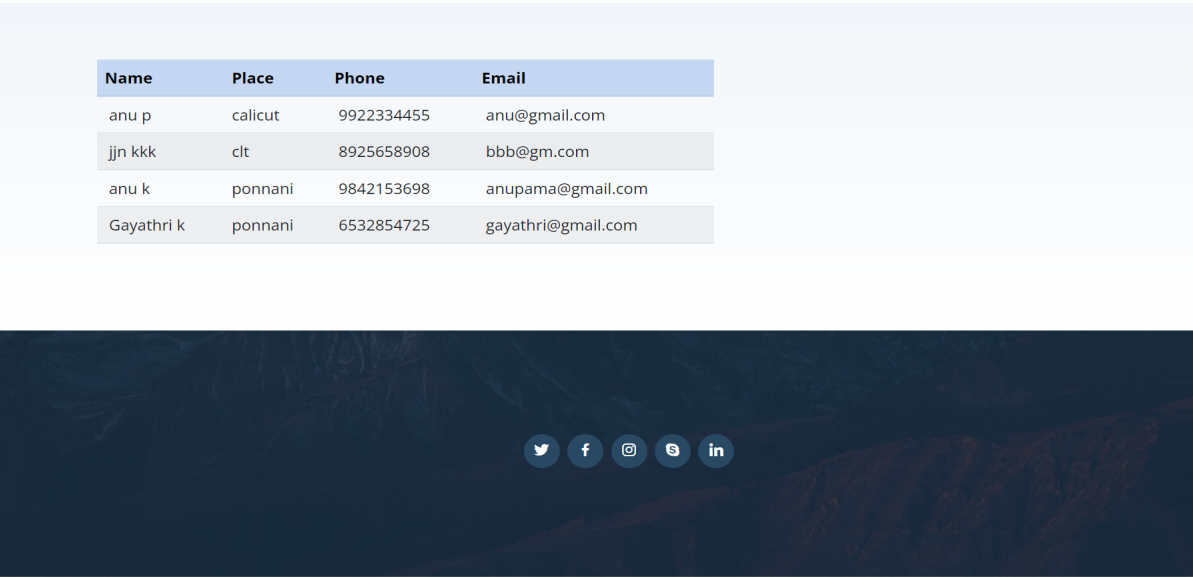 Name Place Phone Email
anu p calicut 9922334455 anu@gmail.com
jjn kkk clt 8925658908 bbb@gm.com
anu k ponnani 9842153698 anupama@gmail.com
Gayathri k ponnani 6532854725 gayathri@gmail.com